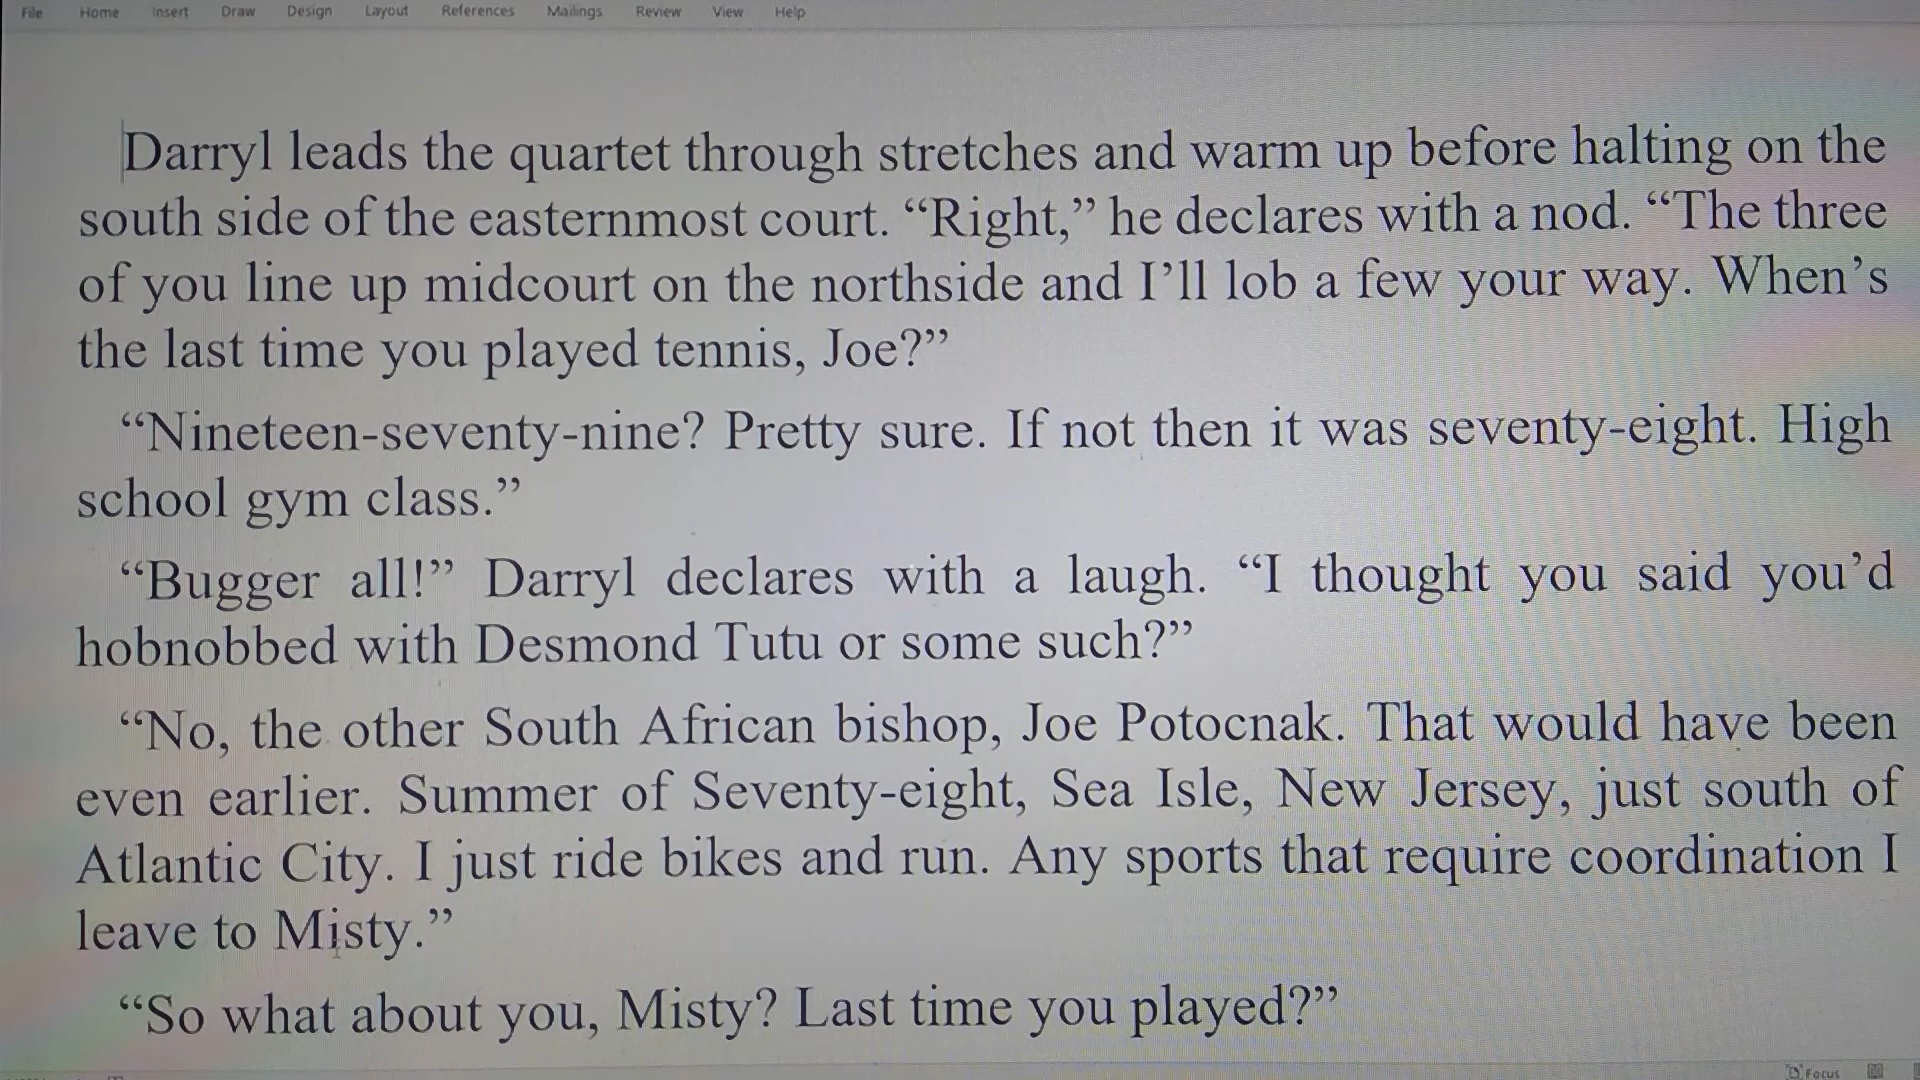 File Home Insert Draw Design Layout References Mailings Review View Help
Darryl leads the quartet through stretches and warm up before halting on the
south side of the easternmost court. “Right,” he declares with a nod. “The three
of you line up midcourt on the northside and I’ll lob a few your way. When’s
the last time you played tennis, Joe?”
“Nineteen-seventy-nine? Pretty sure. If not then it was seventy-eight. High
school gym class.”
“Bugger all!” Darryl declares with a laugh. “I thought you said you’d
hobnobbed with Desmond Tutu or some such?”
“No, the other South African bishop, Joe Potocnak. That would have been
even earlier. Summer of Seventy-eight, Sea Isle, New Jersey, just south of
Atlantic City. I just ride bikes and run. Any sports that require coordination I
leave to Misty.”
“So what about you, Misty? Last time you played?”
Focus